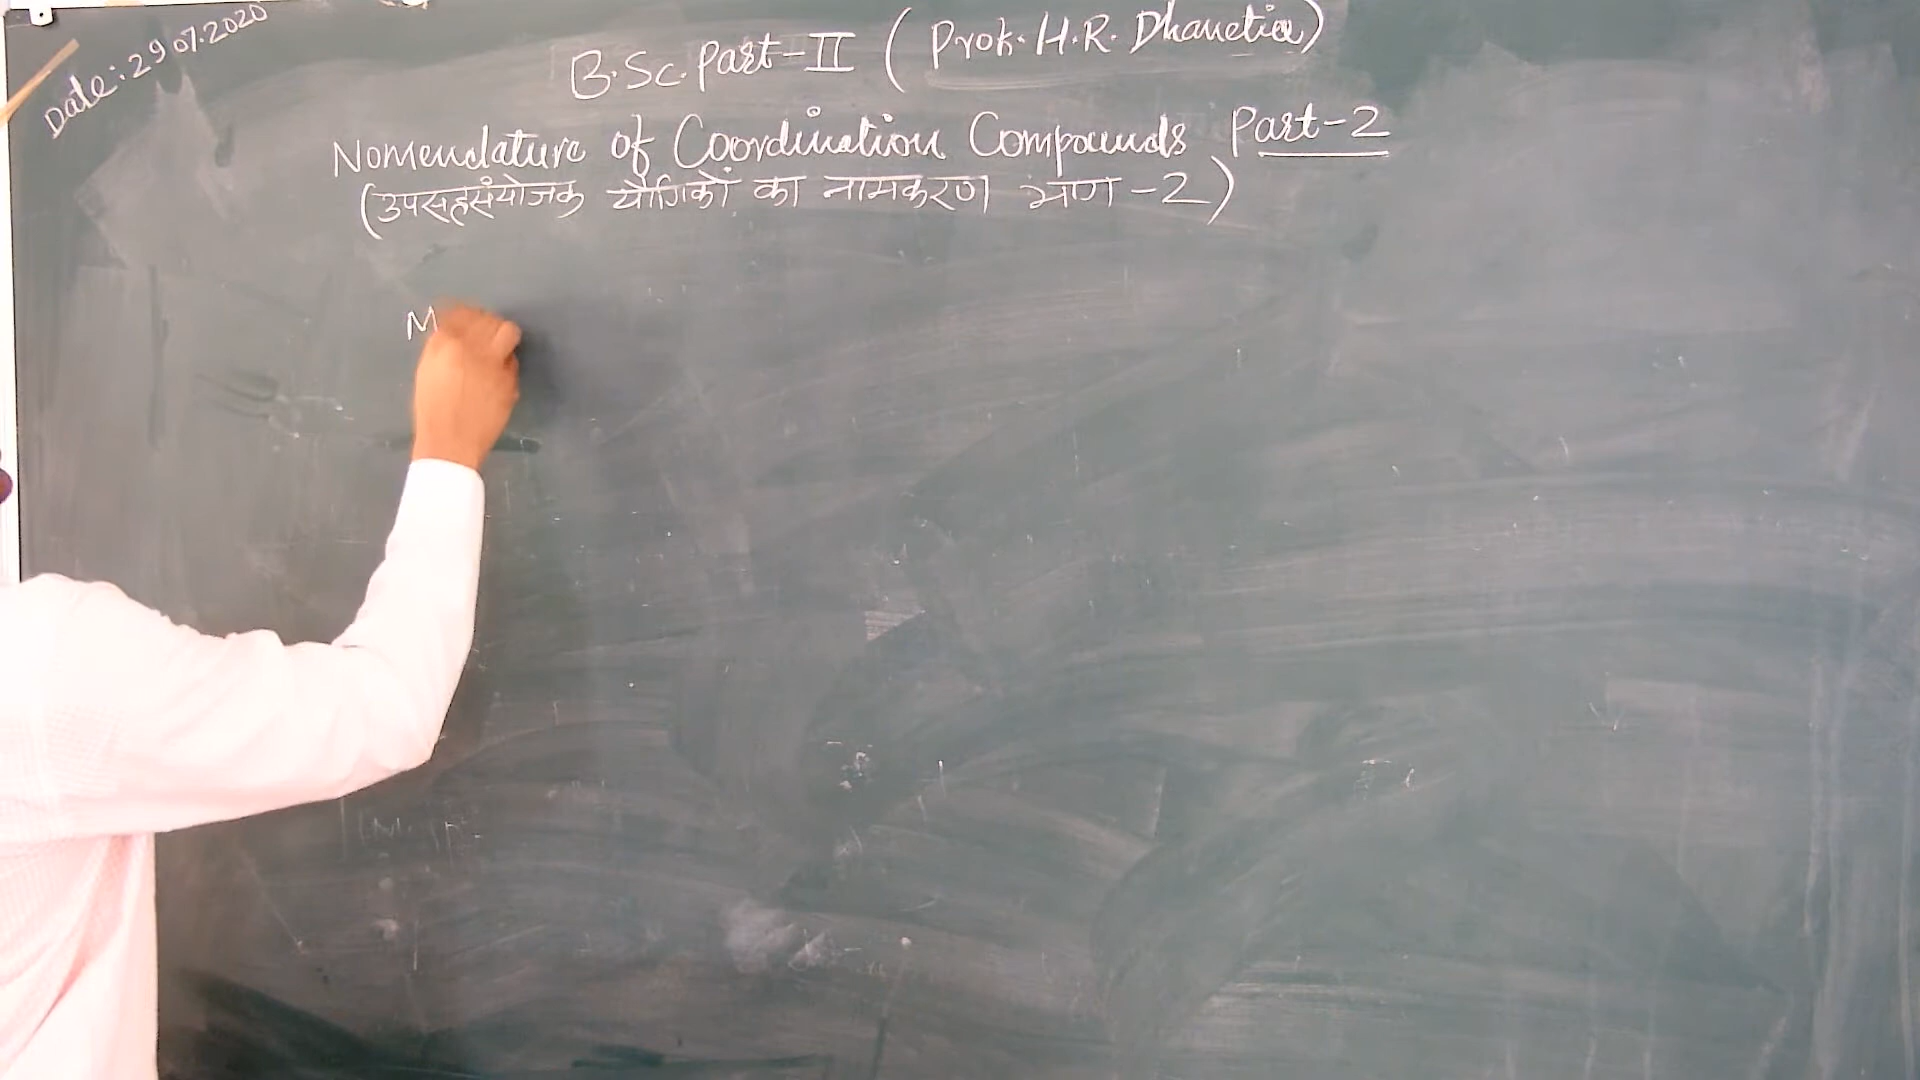 Date: 29 07.2020
B.Sc. Part-II ( Prof. H.R. Dhanetia)
Nomenclature of Coordination Compounds Part-2
(उपसहसंयोजक यौगिकों का नामकरण भाग -2)
M